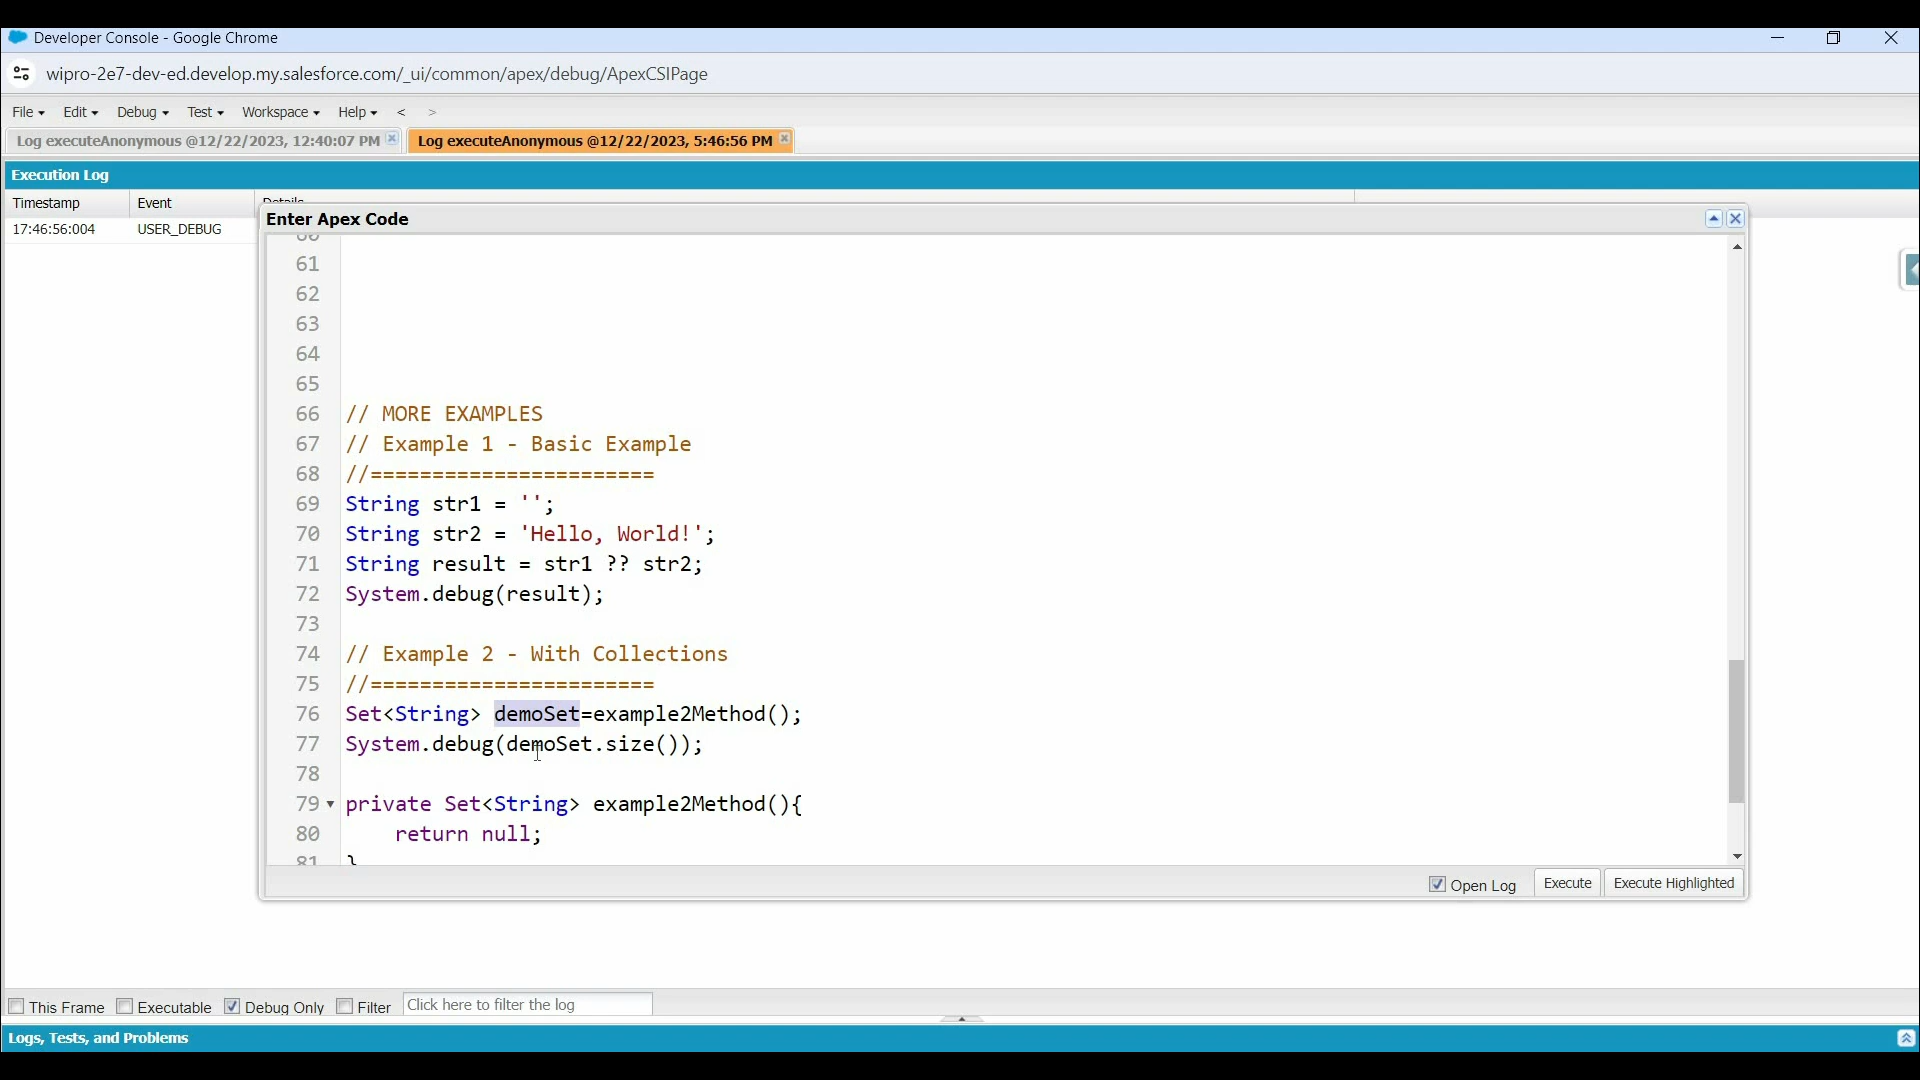 Developer Console - Google Chrome
wipro-2e7-dev-ed.develop.my.salesforce.com/_ui/common/apex/debug/ApexCSIPage
File Edit Debug Test Workspace Help < >
Log executeAnonymous @12/22/2023, 12:40:07 PM Log executeAnonymous @12/22/2023, 5:46:56 PM
Execution Log
Timestamp Event Details
17:46:56:004 USER_DEBUG
Enter Apex Code
60
61
62
63
64
65
66 // MORE EXAMPLES
67 // Example 1 - Basic Example
68 //=======================
69 String str1 = '';
70 String str2 = 'Hello, World!';
71 String result = str1 ?? str2;
72 System.debug(result);
73
74 // Example 2 - With Collections
75 //=======================
76 Set<String> demoSet=example2Method();
77 System.debug(demoSet.size());
78
79 private Set<String> example2Method(){
80 return null;
81 }
Open Log Execute Execute Highlighted
This Frame Executable Debug Only Filter Click here to filter the log
Logs, Tests, and Problems